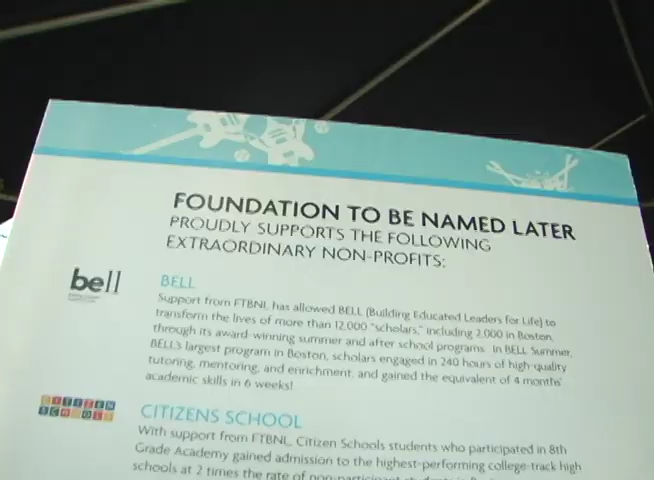 FOUNDATION TO BE NAMED LATER
PROUDLY SUPPORTS THE FOLLOWING
EXTRAORDINARY NON-PROFITS:
bell
BELL
Support from FTBNL has allowed BELL (Building Educated Leaders for Life) to
transform the lives of more than 12,000 "scholars," including 2,000 in Boston,
through its award-winning summer and after school programs. In BELL Summer,
BELL's largest program in Boston, scholars engaged in 240 hours of high-quality
tutoring, mentoring, and enrichment, and gained the equivalent of 4 months'
academic skills in 6 weeks!
CITIZEN
SCHOOLS
CITIZENS SCHOOL
With support from FTBNL, Citizen Schools students who participated in 8th
Grade Academy gained admission to the highest-performing college-track high
schools at 2 times the rate of non-participant students in